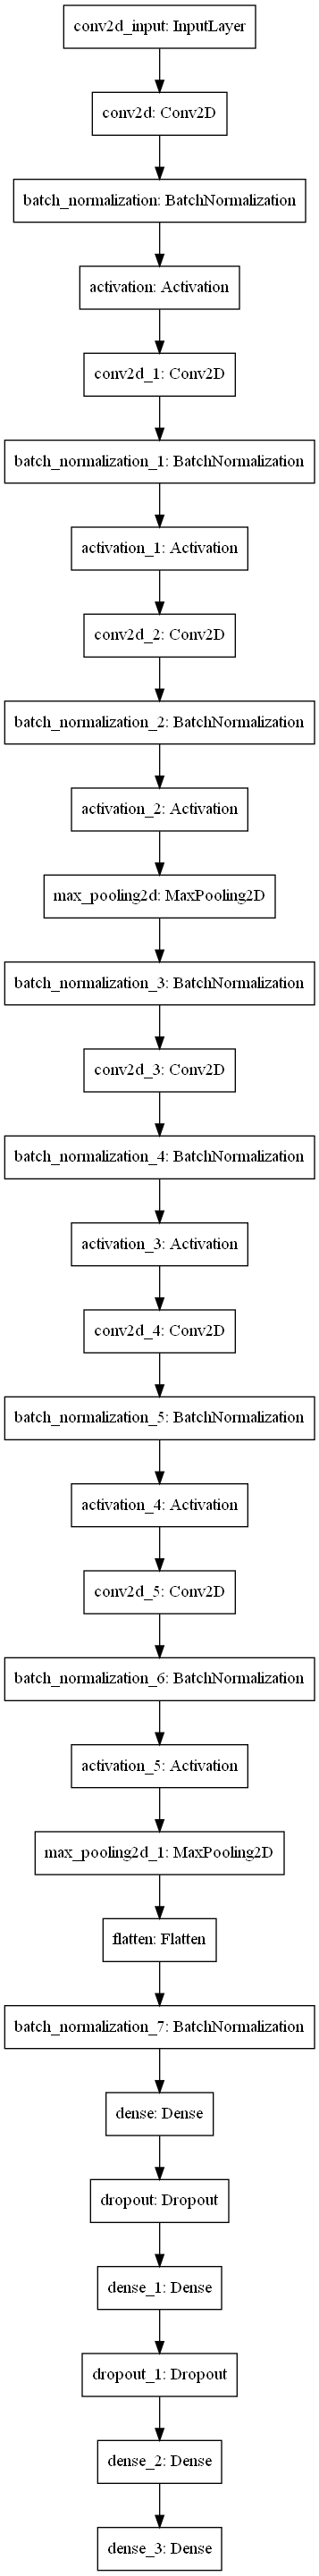 conv2d_input: InputLayer
conv2d: Conv2D
batch_normalization: BatchNormalization
activation: Activation
conv2d_1: Conv2D
batch_normalization_1: BatchNormalization
activation_1: Activation
conv2d_2: Conv2D
batch_normalization_2: BatchNormalization
activation_2: Activation
max_pooling2d: MaxPooling2D
batch_normalization_3: BatchNormalization
conv2d_3: Conv2D
batch_normalization_4: BatchNormalization
activation_3: Activation
conv2d_4: Conv2D
batch_normalization_5: BatchNormalization
activation_4: Activation
conv2d_5: Conv2D
batch_normalization_6: BatchNormalization
activation_5: Activation
max_pooling2d_1: MaxPooling2D
flatten: Flatten
batch_normalization_7: BatchNormalization
dense: Dense
dropout: Dropout
dense_1: Dense
dropout_1: Dropout
dense_2: Dense
dense_3: Dense